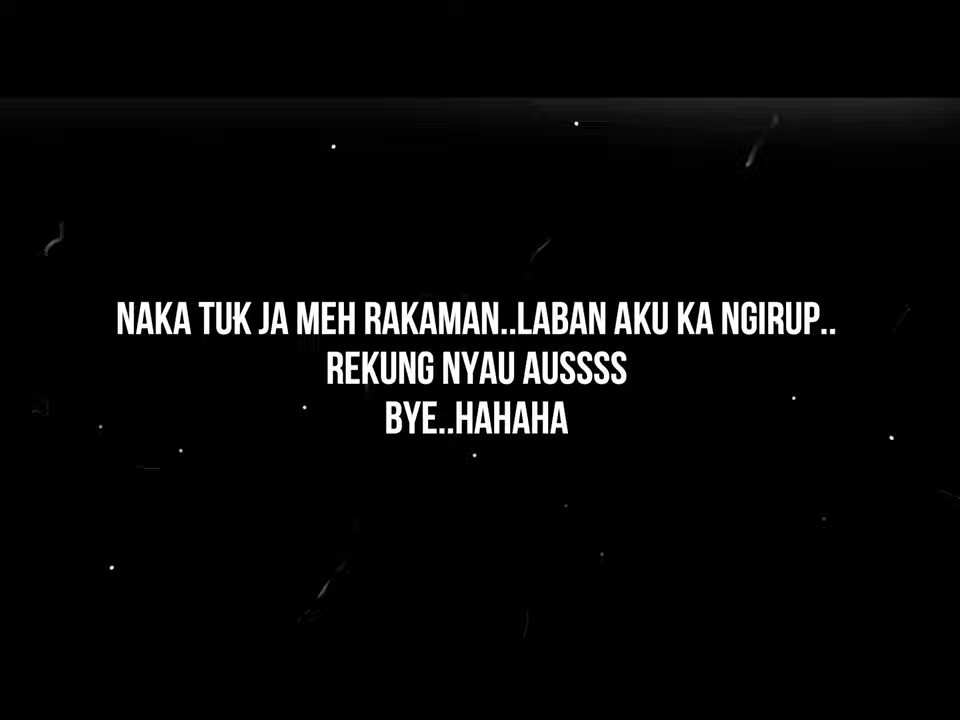 NAKA TUK JA MEH RAKAMAN..LABAN AKU KA NGIRUP..
REKUNG NYAU AUSSSS
BYE..HAHAHA